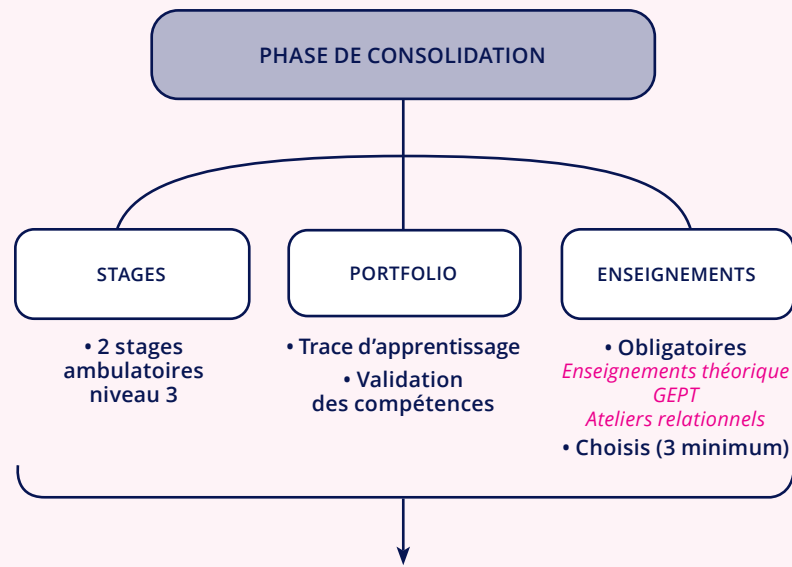 PHASE DE CONSOLIDATION
STAGES
• 2 stages
ambulatoires
niveau 3
PORTFOLIO
• Trace d’apprentissage
• Validation
des compétences
ENSEIGNEMENTS
• Obligatoires
Enseignements théorique
GEPT
Ateliers relationnels
• Choisis (3 minimum)